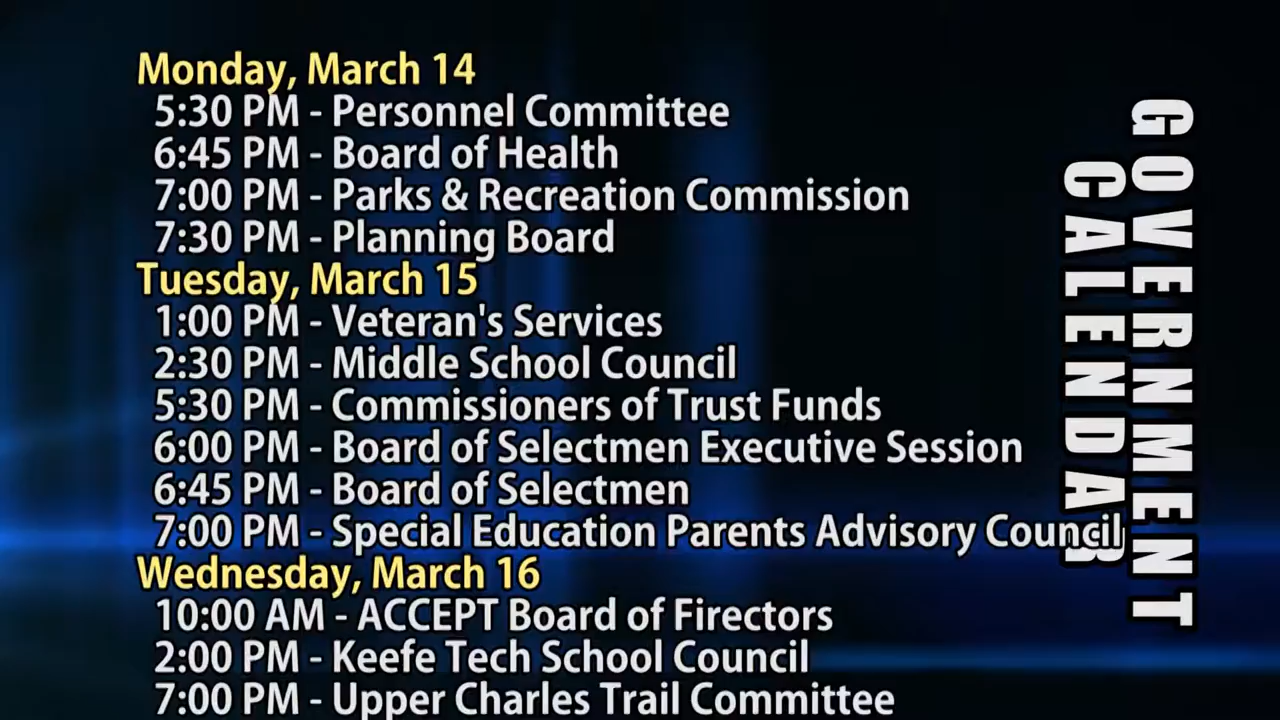 Monday, March 14
5:30 PM - Personnel Committee
6:45 PM - Board of Health
7:00 PM - Parks & Recreation Commission
7:30 PM - Planning Board
Tuesday, March 15
1:00 PM - Veteran's Services
2:30 PM - Middle School Council
5:30 PM - Commissioners of Trust Funds
6:00 PM - Board of Selectmen Executive Session
6:45 PM - Board of Selectmen
7:00 PM - Special Education Parents Advisory Council
Wednesday, March 16
10:00 AM - ACCEPT Board of Firectors
2:00 PM - Keefe Tech School Council
7:00 PM - Upper Charles Trail Committee
GOVERNMENT
CALENDAR